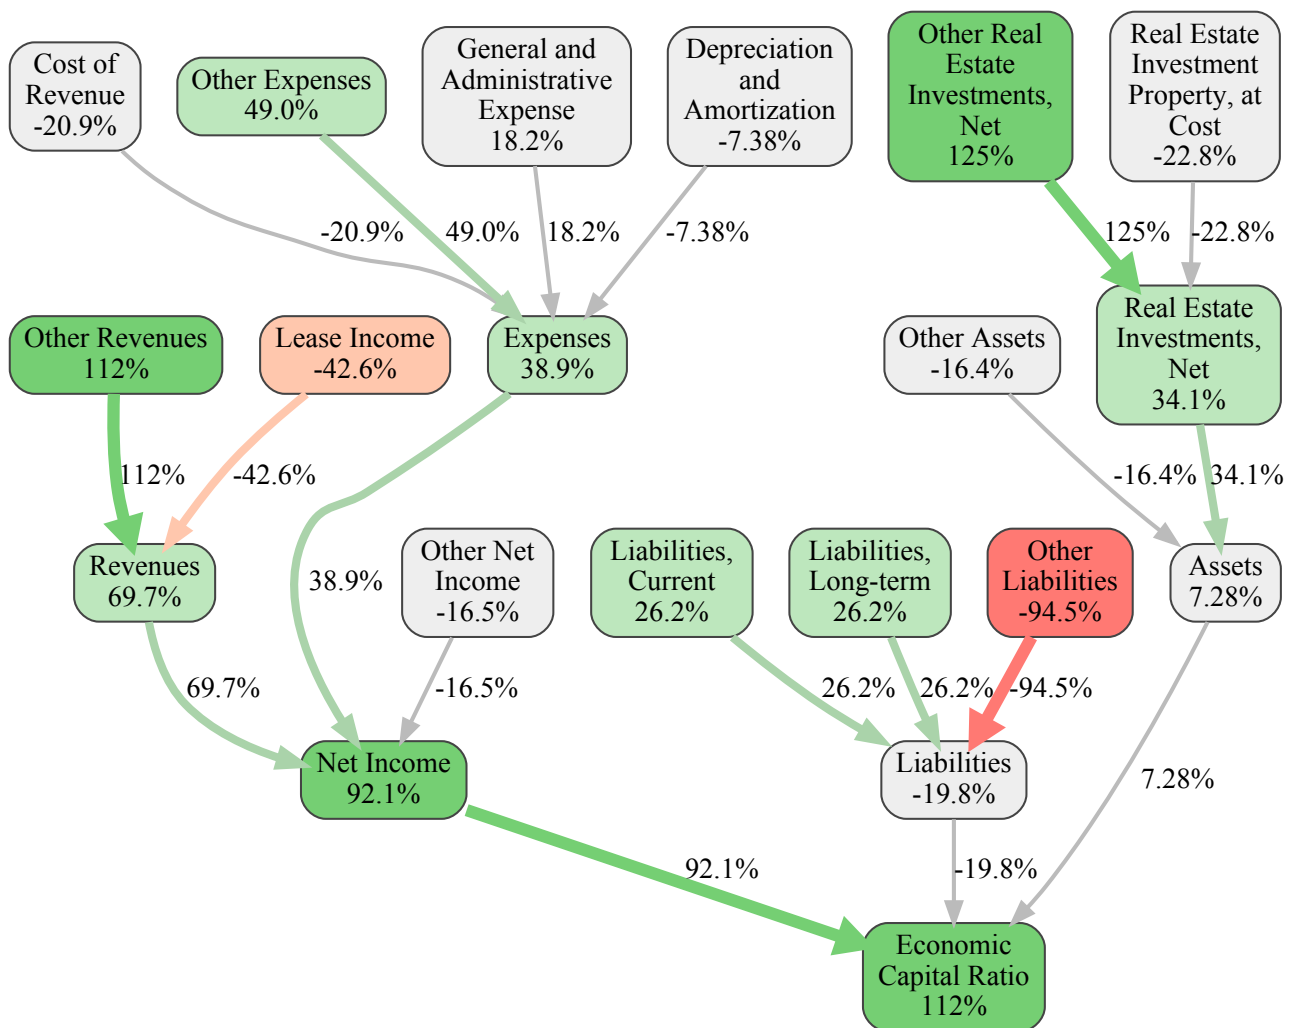 Cost of
Revenue
-20.9%
Other Expenses
49.0%
General and
Administrative
Expense
18.2%
Depreciation
and
Amortization
-7.38%
Other Real
Estate
Investments,
Net
125%
Real Estate
Investment
Property, at
Cost
-22.8%
-20.9%
49.0%
18.2%
-7.38%
125%
-22.8%
Other Revenues
112%
Lease Income
-42.6%
Expenses
38.9%
Other Assets
-16.4%
Real Estate
Investments,
Net
34.1%
112%
-42.6%
-16.4%
34.1%
Revenues
69.7%
38.9%
Other Net
Income
-16.5%
Liabilities,
Current
26.2%
Liabilities,
Long-term
26.2%
Other
Liabilities
-94.5%
Assets
7.28%
69.7%
-16.5%
26.2%
26.2%
-94.5%
Net Income
92.1%
Liabilities
-19.8%
7.28%
92.1%
-19.8%
Economic
Capital Ratio
112%